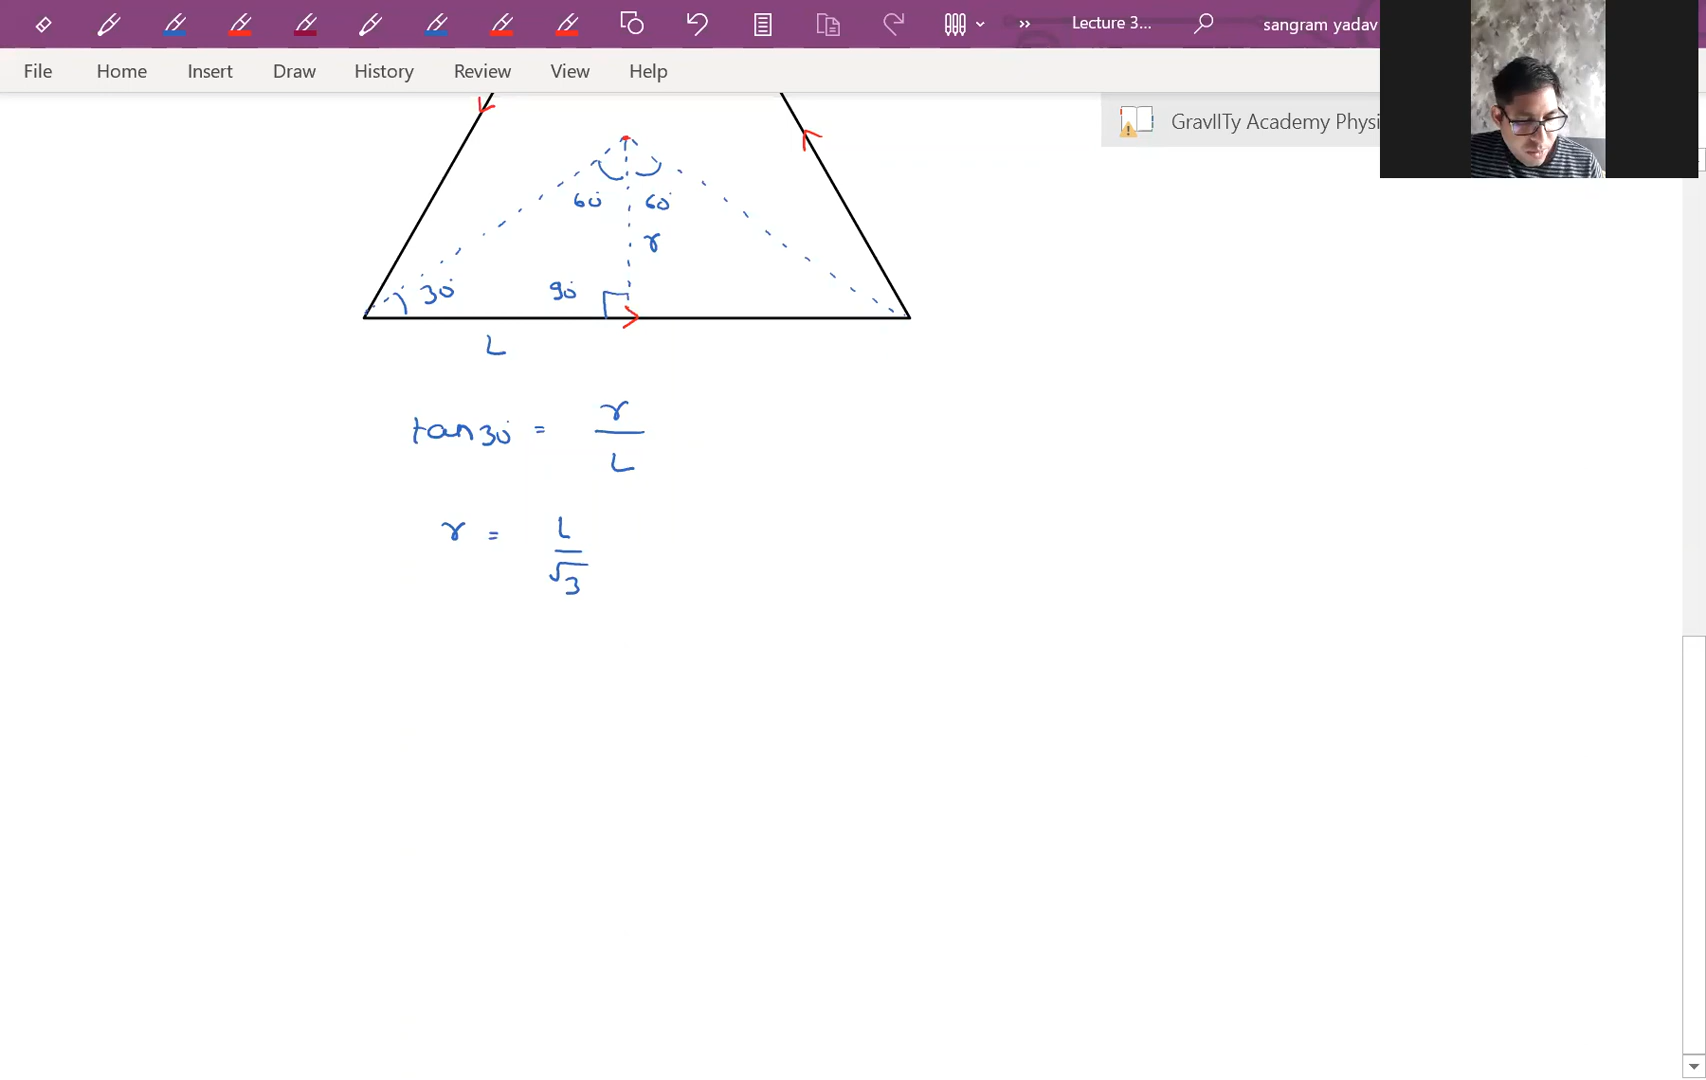 Lecture 3...
sangram yadav
File Home Insert Draw History Review View Help
GravIITy Academy Physi
60° 60°
r
30° 90°
L
tan30° = r/L
r = L/√3